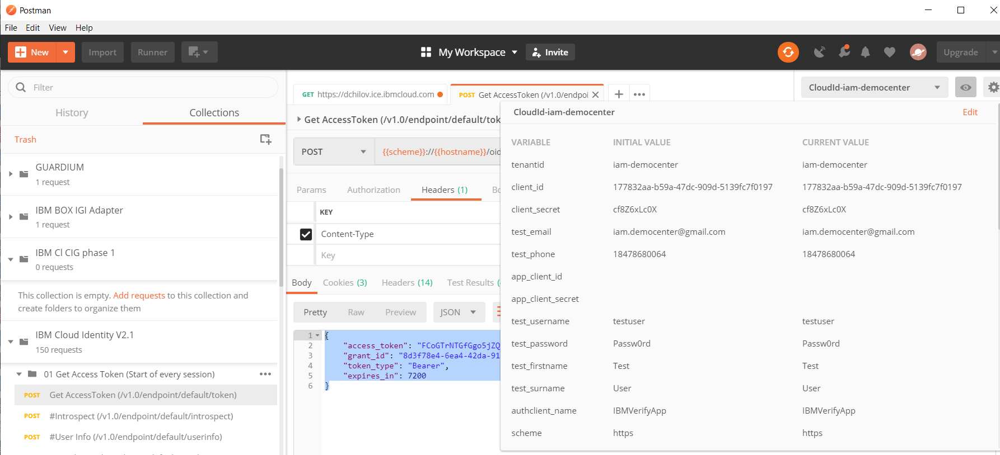 Postman
File Edit View Help
New Import Runner My Workspace Invite Upgrade
Filter
History Collections
Trash
GUARDIUM
1 request
IBM BOX IGI Adapter
1 request
IBM CI CIG phase 1
0 requests
This collection is empty. Add requests to this collection and
create folders to organize them
IBM Cloud Identity V2.1
150 requests
01 Get Access Token (Start of every session)
POST Get AccessToken (/v1.0/endpoint/default/token)
POST #Introspect (/v1.0/endpoint/default/introspect)
POST #User Info (/v1.0/endpoint/default/userinfo)
GET https://dchilov.ice.ibmcloud.com
POST Get AccessToken (/v1.0/endpoi
CloudId-iam-democenter
Get AccessToken (/v1.0/endpoint/default/tok
POST {{scheme}}://{{hostname}}/oid
Params Authorization Headers (1) Bo
KEY
Content-Type
Key
Body Cookies (3) Headers (14) Test Results
Pretty Raw Preview JSON
1 {
2 "access_token": "FCoGTrNTGfGgo5jZQ
3 "grant_id": "8d3f78e4-6ea4-42da-91
4 "token_type": "Bearer",
5 "expires_in": 7200
6 }
CloudId-iam-democenter Edit
VARIABLE INITIAL VALUE CURRENT VALUE
tenantid iam-democenter iam-democenter
client_id 177832aa-b59a-47dc-909d-5139fc7f0197 177832aa-b59a-47dc-909d-5139fc7f0197
client_secret cf8Z6xLc0X cf8Z6xLc0X
test_email iam.democenter@gmail.com iam.democenter@gmail.com
test_phone 18478680064 18478680064
app_client_id
app_client_secret
test_username testuser testuser
test_password Passw0rd Passw0rd
test_firstname Test Test
test_surname User User
authclient_name IBMVerifyApp IBMVerifyApp
scheme https https